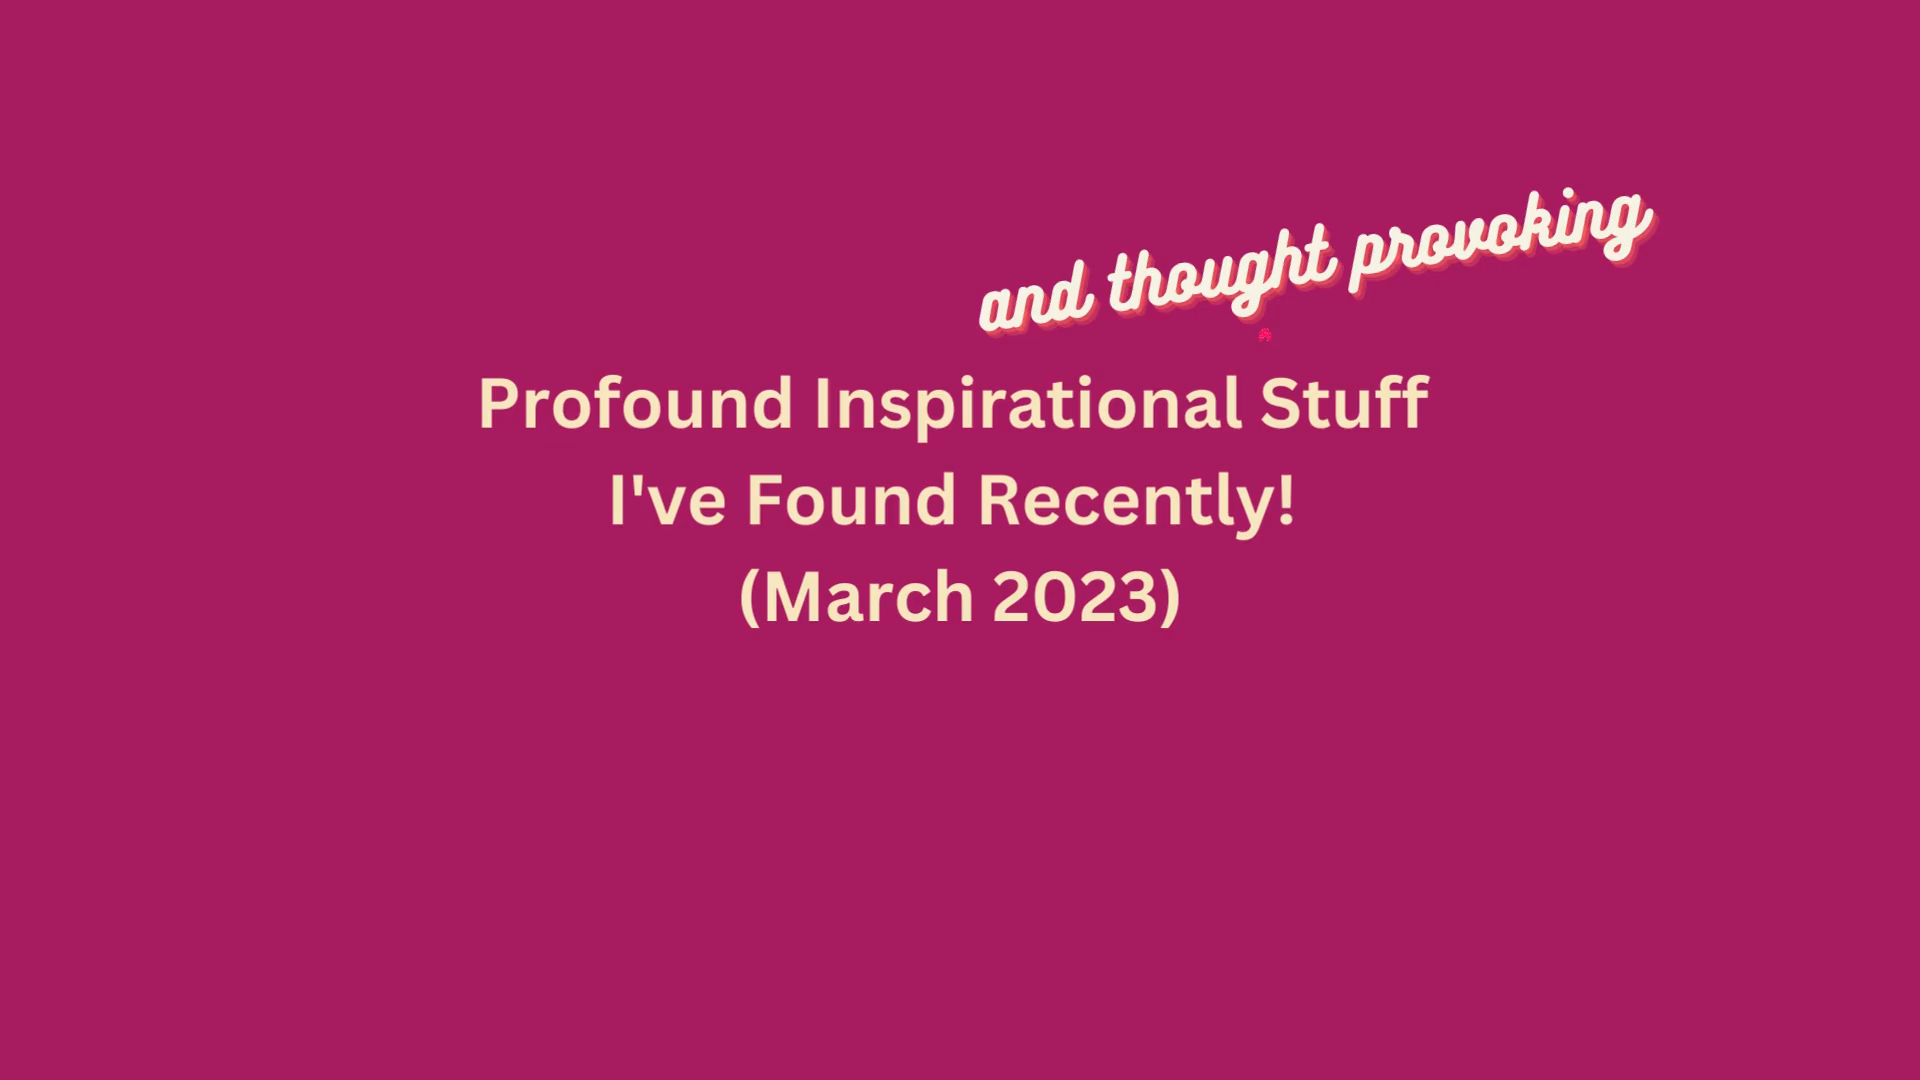 and thought provoking
Profound Inspirational Stuff
I've Found Recently!
(March 2023)